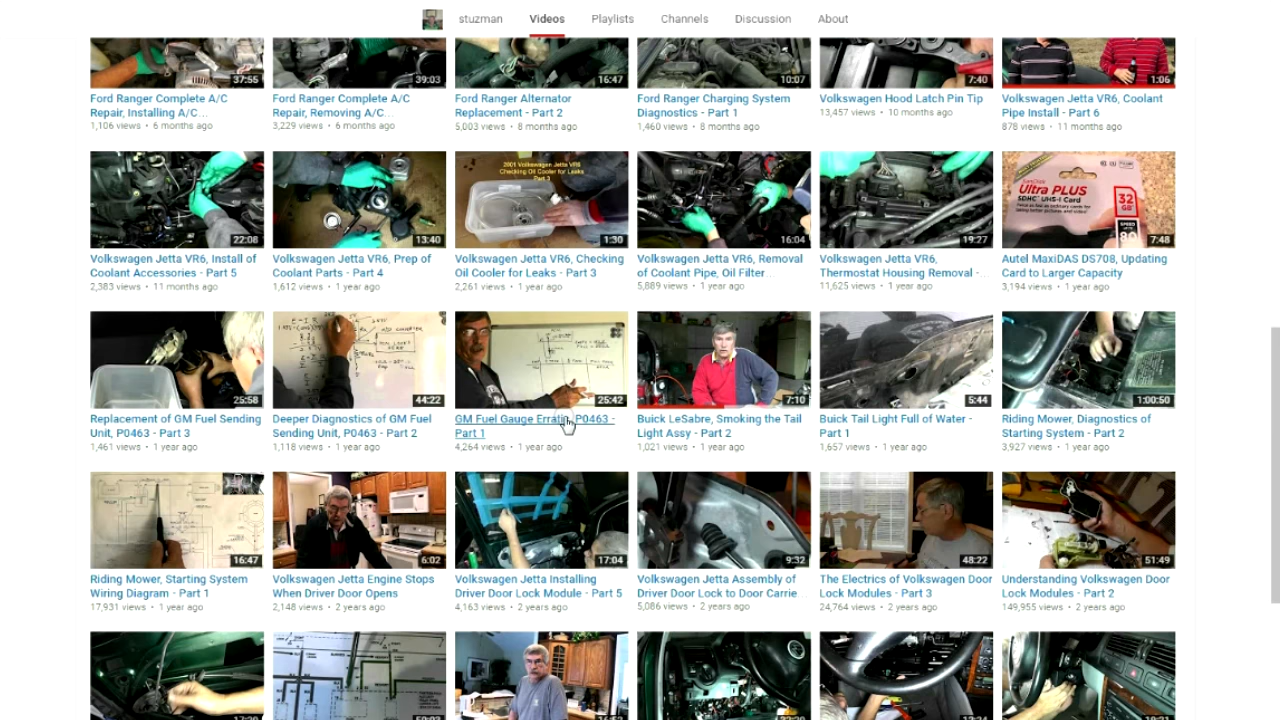 stuzman Videos Playlists Channels Discussion About
37:55 39:03 16:47 10:07 7:40 1:06
Ford Ranger Complete A/C
Repair, Installing A/C...
1,106 views • 6 months ago
Ford Ranger Complete A/C
Repair, Removing A/C...
3,229 views • 6 months ago
Ford Ranger Alternator
Replacement - Part 2
5,003 views • 8 months ago
Ford Ranger Charging System
Diagnostics - Part 1
1,460 views • 8 months ago
Volkswagen Hood Latch Pin Tip
13,457 views • 10 months ago
Volkswagen Jetta VR6, Coolant
Pipe Install - Part 6
878 views • 11 months ago
2001 Volkswagen Jetta VR6
Checking Oil Cooler for Leaks
Part 3
Ultra PLUS
SDHC UHS-I Card
32
GB
SPEED
80
22:08 13:40 1:30 16:04 19:27 7:48
Volkswagen Jetta VR6, Install of
Coolant Accessories - Part 5
2,383 views • 11 months ago
Volkswagen Jetta VR6, Prep of
Coolant Parts - Part 4
1,612 views • 1 year ago
Volkswagen Jetta VR6, Checking
Oil Cooler for Leaks - Part 3
2,261 views • 1 year ago
Volkswagen Jetta VR6, Removal
of Coolant Pipe, Oil Filter...
5,889 views • 1 year ago
Volkswagen Jetta VR6,
Thermostat Housing Removal -...
11,625 views • 1 year ago
Autel MaxiDAS DS708, Updating
Card to Larger Capacity
3,194 views • 1 year ago
25:58 44:22 25:42 7:10 5:44 1:00:50
Replacement of GM Fuel Sending
Unit, P0463 - Part 3
1,461 views • 1 year ago
Deeper Diagnostics of GM Fuel
Sending Unit, P0463 - Part 2
1,118 views • 1 year ago
GM Fuel Gauge Erratic, P0463 -
Part 1
4,264 views • 1 year ago
Buick LeSabre, Smoking the Tail
Light Assy - Part 2
1,021 views • 1 year ago
Buick Tail Light Full of Water -
Part 1
1,657 views • 1 year ago
Riding Mower, Diagnostics of
Starting System - Part 2
3,927 views • 1 year ago
16:47 6:02 17:04 9:32 48:22 51:49
Riding Mower, Starting System
Wiring Diagram - Part 1
17,931 views • 1 year ago
Volkswagen Jetta Engine Stops
When Driver Door Opens
2,148 views • 2 years ago
Volkswagen Jetta Installing
Driver Door Lock Module - Part 5
4,163 views • 2 years ago
Volkswagen Jetta Assembly of
Driver Door Lock to Door Carrie...
5,086 views • 2 years ago
The Electrics of Volkswagen Door
Lock Modules - Part 3
24,764 views • 2 years ago
Understanding Volkswagen Door
Lock Modules - Part 2
149,955 views • 2 years ago